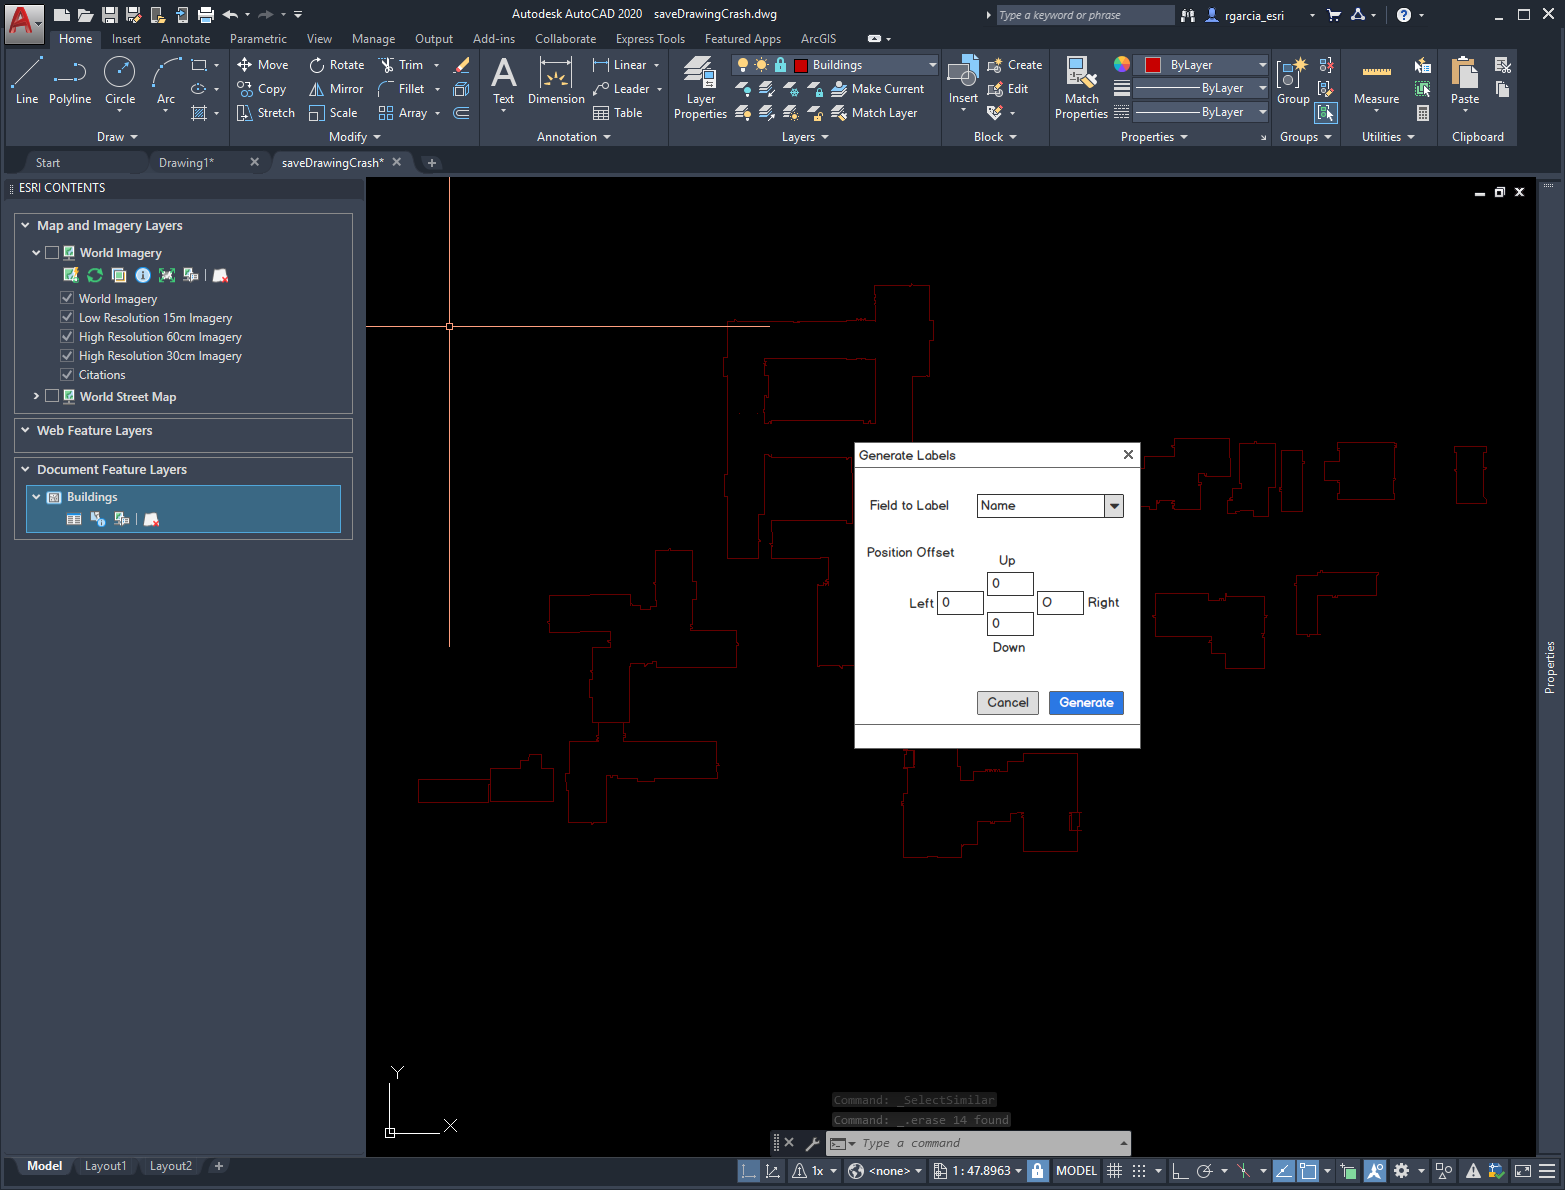 Autodesk AutoCAD 2020 saveDrawingCrash.dwg
Type a keyword or phrase
rgarcia_esri
Home Insert Annotate Parametric View Manage Output Add-ins Collaborate Express Tools Featured Apps ArcGIS
Line Polyline Circle Arc
Draw
Move Rotate Trim
Copy Mirror Fillet
Stretch Scale Array
Modify
Text Dimension
Linear
Leader
Table
Annotation
Layer Properties
Buildings
Make Current
Match Layer
Layers
Insert
Create
Edit
Block
Match Properties
ByLayer
ByLayer
ByLayer
Properties
Group
Groups
Measure
Utilities
Paste
Clipboard
Start Drawing1* saveDrawingCrash*
ESRI CONTENTS
Map and Imagery Layers
World Imagery
World Imagery
Low Resolution 15m Imagery
High Resolution 60cm Imagery
High Resolution 30cm Imagery
Citations
World Street Map
Web Feature Layers
Document Feature Layers
Buildings
Generate Labels
Field to Label Name
Position Offset
Up
0
Left 0 O Right
0
Down
Cancel Generate
Properties
Y
X
Command: _SelectSimilar
Command: _.erase 14 found
Type a command
Model Layout1 Layout2 +
1x <none> 1 : 47.8963 MODEL